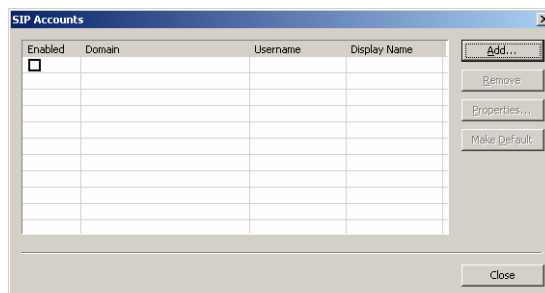 SIP Accounts
Enabled Domain Username Display Name
Add...
Remove
Properties...
Make Default
Close